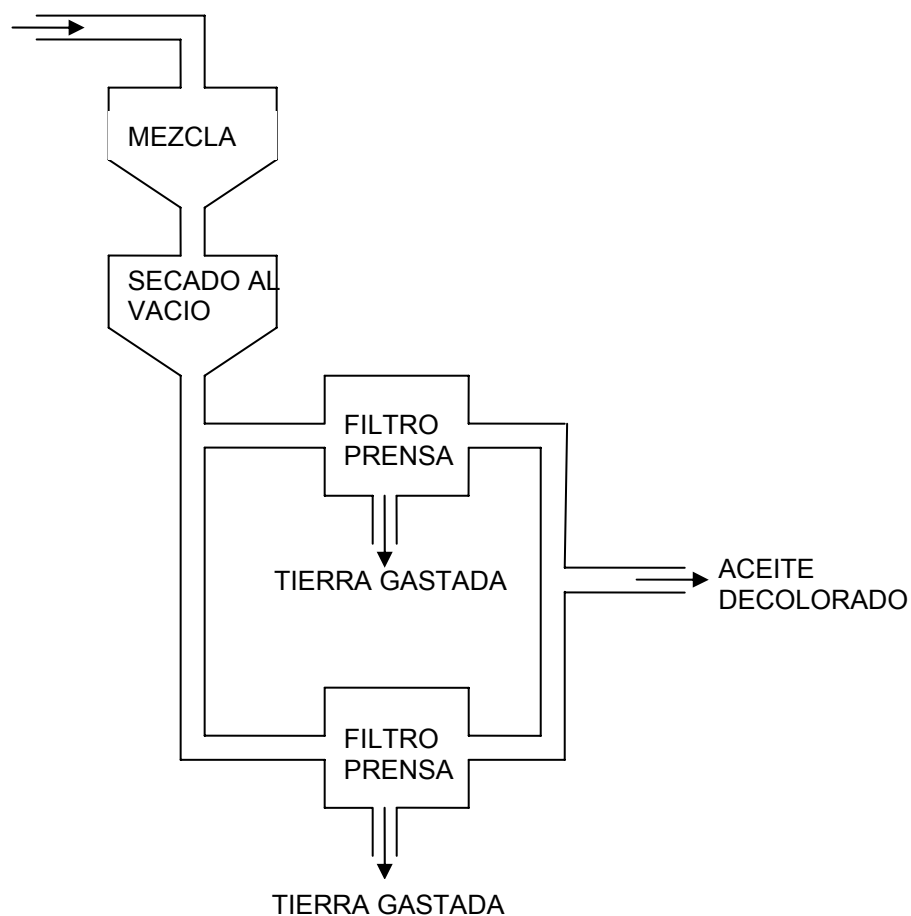 MEZCLA
SECADO AL
VACIO
FILTRO
PRENSA
TIERRA GASTADA
ACEITE
DECOLORADO
FILTRO
PRENSA
TIERRA GASTADA